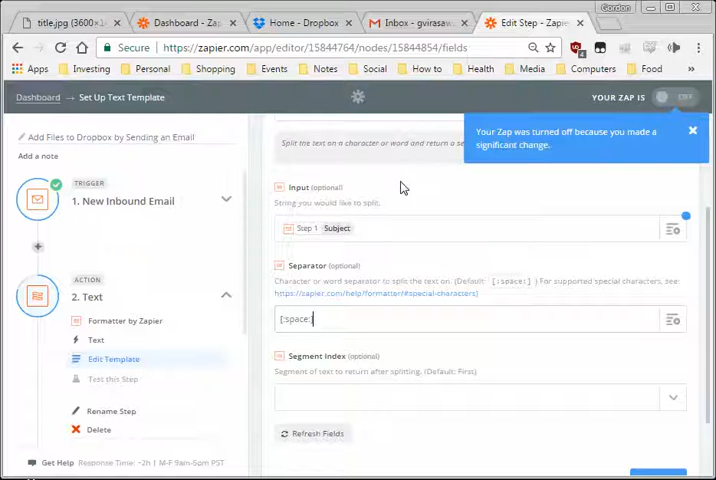 Gordon
title.jpg (3600×1
Dashboard - Za
Home - Dropbox
Inbox - gvirasaw
Edit Step - Zapie
Secure https://zapier.com/app/editor/15844764/nodes/15844854/fields
4
Apps Investing Personal Shopping Events Notes Social How to Health Media Computers Food
Dashboard → Set Up Text Template
YOUR ZAP IS OFF
Your Zap was turned off because you made a
significant change.
Add Files to Dropbox by Sending an Email
Add a note
TRIGGER
1. New Inbound Email
ACTION
2. Text
Formatter by Zapier
Text
Edit Template
Test this Step
Rename Step
Delete
Get Help Response Time: ~2h | M-F 9am-5pm PST
Split the text on a character or word and return a se
Input (optional)
String you would like to split.
Step 1 Subject
Separator (optional)
Character or word separator to split the text on. (Default: [:space:] ) For supported special characters, see:
https://zapier.com/help/formatter/#special-characters)
[:space:]
Segment Index (optional)
Segment of text to return after splitting. (Default: First)
Refresh Fields